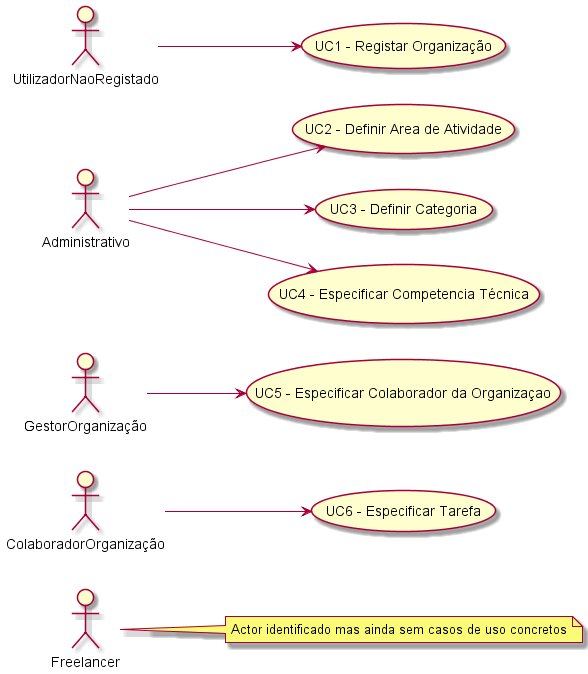 UtilizadorNaoRegistado
UC1 - Registar Organização
UC2 - Definir Area de Atividade
Administrativo
UC3 - Definir Categoria
UC4 - Especificar Competencia Técnica
GestorOrganização
UC5 - Especificar Colaborador da Organizaçao
ColaboradorOrganização
UC6 - Especificar Tarefa
Freelancer
Actor identificado mas ainda sem casos de uso concretos